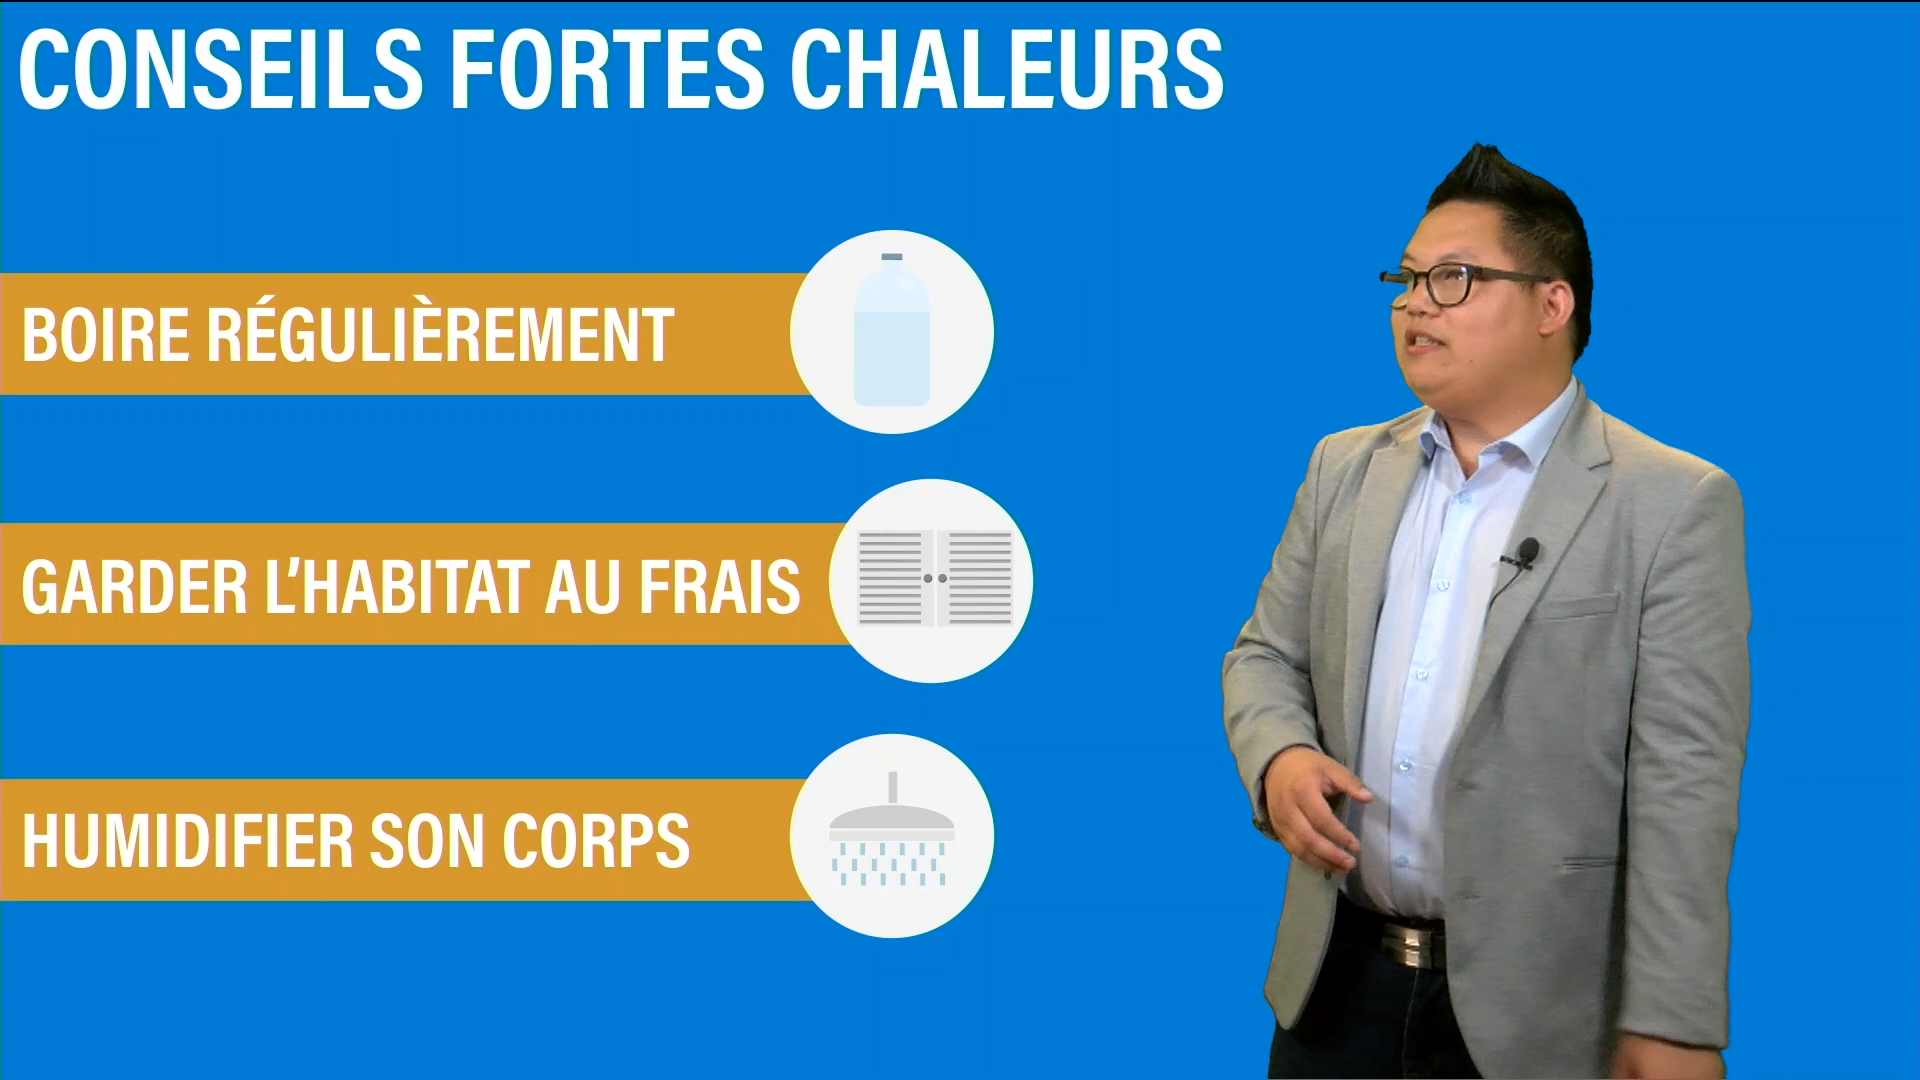 CONSEILS FORTES CHALEURS
BOIRE RÉGULIÈREMENT
GARDER L'HABITAT AU FRAIS
HUMIDIFIER SON CORPS